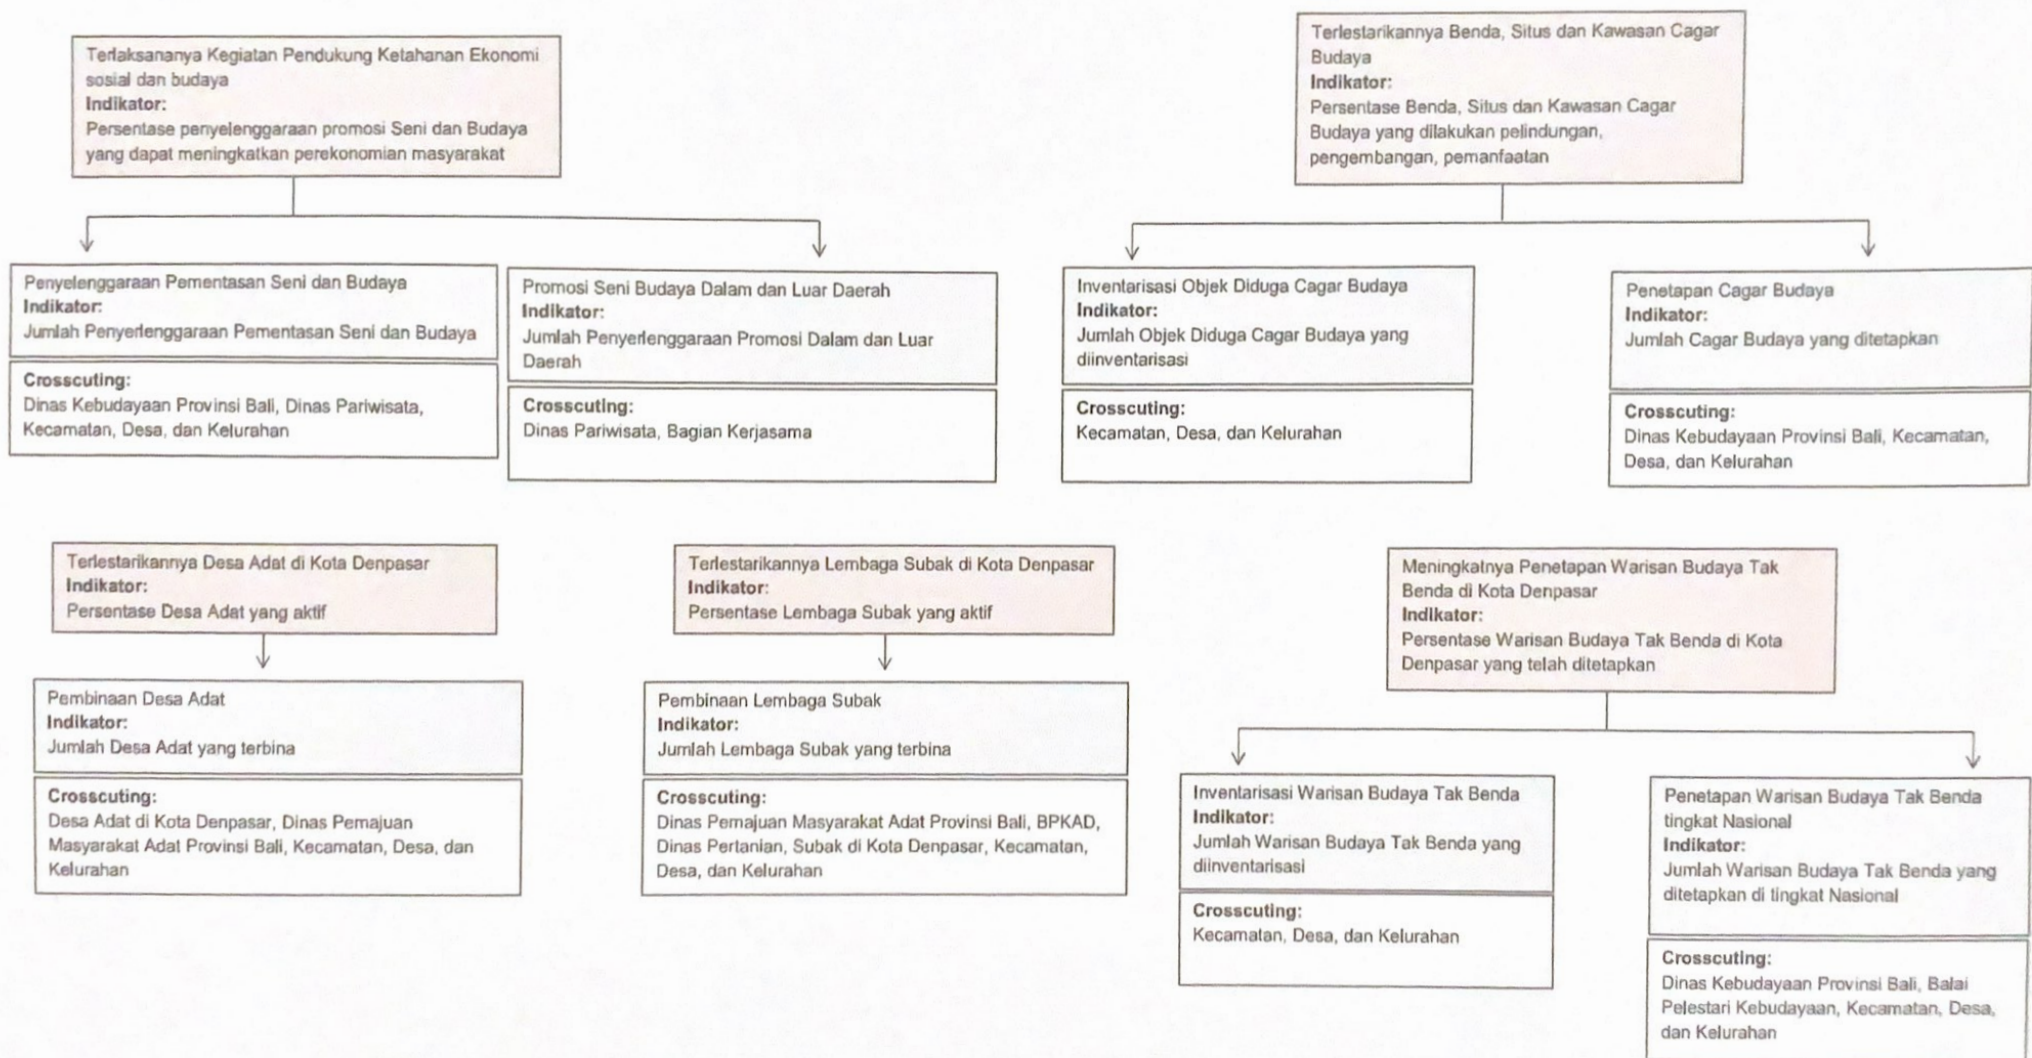 Terlaksananya Kegiatan Pendukung Ketahanan Ekonomi
sosial dan budaya
Indikator:
Persentase penyelenggaraan promosi Seni dan Budaya
yang dapat meningkatkan perekonomian masyarakat
Terlestarikannya Benda, Situs dan Kawasan Cagar
Budaya
Indikator:
Persentase Benda, Situs dan Kawasan Cagar
Budaya yang dilakukan pelindungan,
pengembangan, pemanfaatan
Penyelenggaraan Pementasan Seni dan Budaya
Indikator:
Jumlah Penyerlenggaraan Pementasan Seni dan Budaya
Crosscuting:
Dinas Kebudayaan Provinsi Bali, Dinas Pariwisata,
Kecamatan, Desa, dan Kelurahan
Promosi Seni Budaya Dalam dan Luar Daerah
Indikator:
Jumlah Penyerlenggaraan Promosi Dalam dan Luar
Daerah
Crosscuting:
Dinas Pariwisata, Bagian Kerjasama
Inventarisasi Objek Diduga Cagar Budaya
Indikator:
Jumlah Objek Diduga Cagar Budaya yang
diinventarisasi
Crosscuting:
Kecamatan, Desa, dan Kelurahan
Penetapan Cagar Budaya
Indikator:
Jumlah Cagar Budaya yang ditetapkan
Crosscuting:
Dinas Kebudayaan Provinsi Bali, Kecamatan,
Desa, dan Kelurahan
Terlestarikannya Desa Adat di Kota Denpasar
Indikator:
Persentase Desa Adat yang aktif
Pembinaan Desa Adat
Indikator:
Jumlah Desa Adat yang terbina
Crosscuting:
Desa Adat di Kota Denpasar, Dinas Pemajuan
Masyarakat Adat Provinsi Bali, Kecamatan, Desa, dan
Kelurahan
Terlestarikannya Lembaga Subak di Kota Denpasar
Indikator:
Persentase Lembaga Subak yang aktif
Pembinaan Lembaga Subak
Indikator:
Jumlah Lembaga Subak yang terbina
Crosscuting:
Dinas Pemajuan Masyarakat Adat Provinsi Bali, BPKAD,
Dinas Pertanian, Subak di Kota Denpasar, Kecamatan,
Desa, dan Kelurahan
Meningkatnya Penetapan Warisan Budaya Tak
Benda di Kota Denpasar
Indikator:
Persentase Warisan Budaya Tak Benda di Kota
Denpasar yang telah ditetapkan
Inventarisasi Warisan Budaya Tak Benda
Indikator:
Jumlah Warisan Budaya Tak Benda yang
diinventarisasi
Crosscuting:
Kecamatan, Desa, dan Kelurahan
Penetapan Warisan Budaya Tak Benda
tingkat Nasional
Indikator:
Jumlah Warisan Budaya Tak Benda yang
ditetapkan di tingkat Nasional
Crosscuting:
Dinas Kebudayaan Provinsi Bali, Balai
Pelestari Kebudayaan, Kecamatan, Desa,
dan Kelurahan